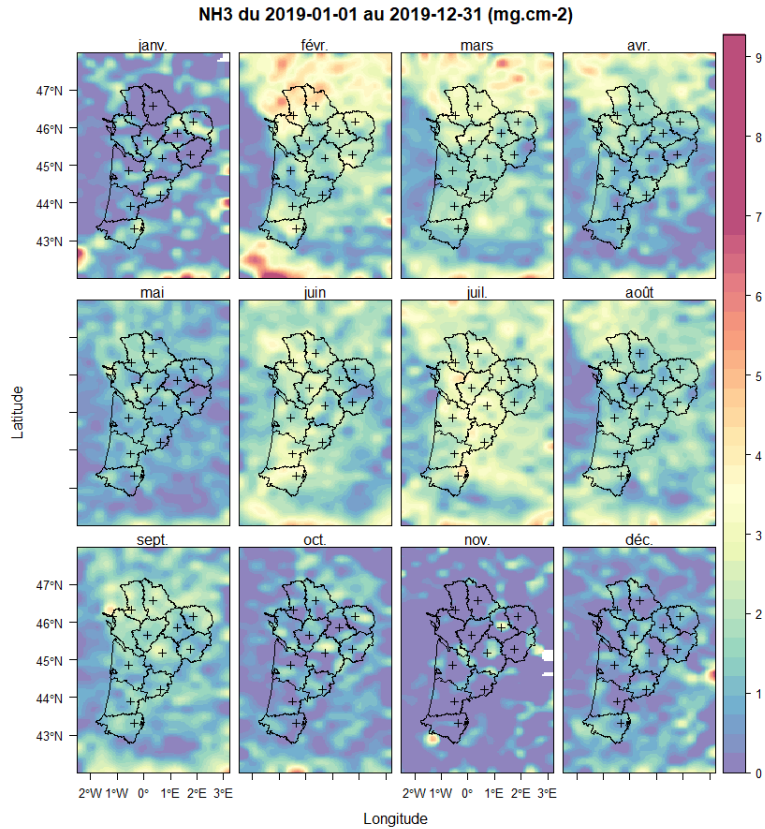 NH3 du 2019-01-01 au 2019-12-31 (mg.cm-2)
janv.
févr.
mars
avr.
9
8
7
6
5
4
3
2
1
0
47°N
46°N
45°N
44°N
43°N
mai
juin
juil.
août
Latitude
sept.
oct.
nov.
déc.
47°N
46°N
45°N
44°N
43°N
2°W 1°W 0° 1°E 2°E 3°E
2°W 1°W 0° 1°E 2°E 3°E
Longitude